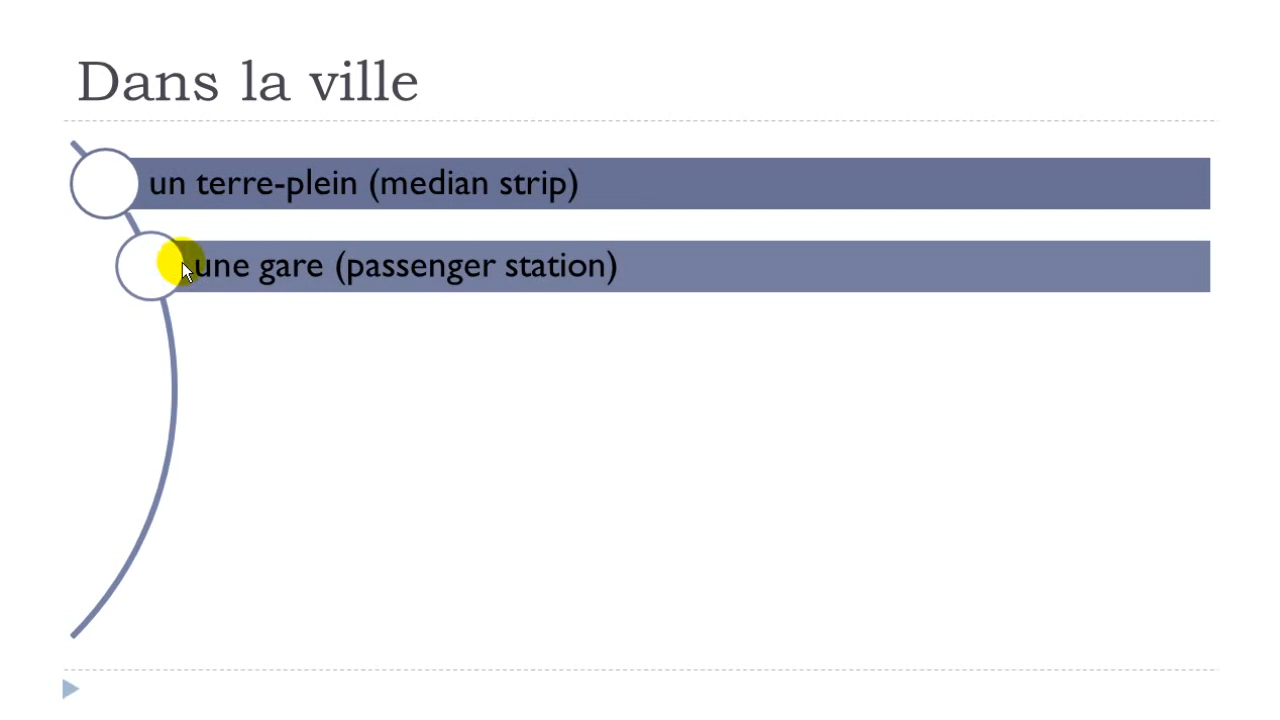 Dans la ville
un terre-plein (median strip)
une gare (passenger station)